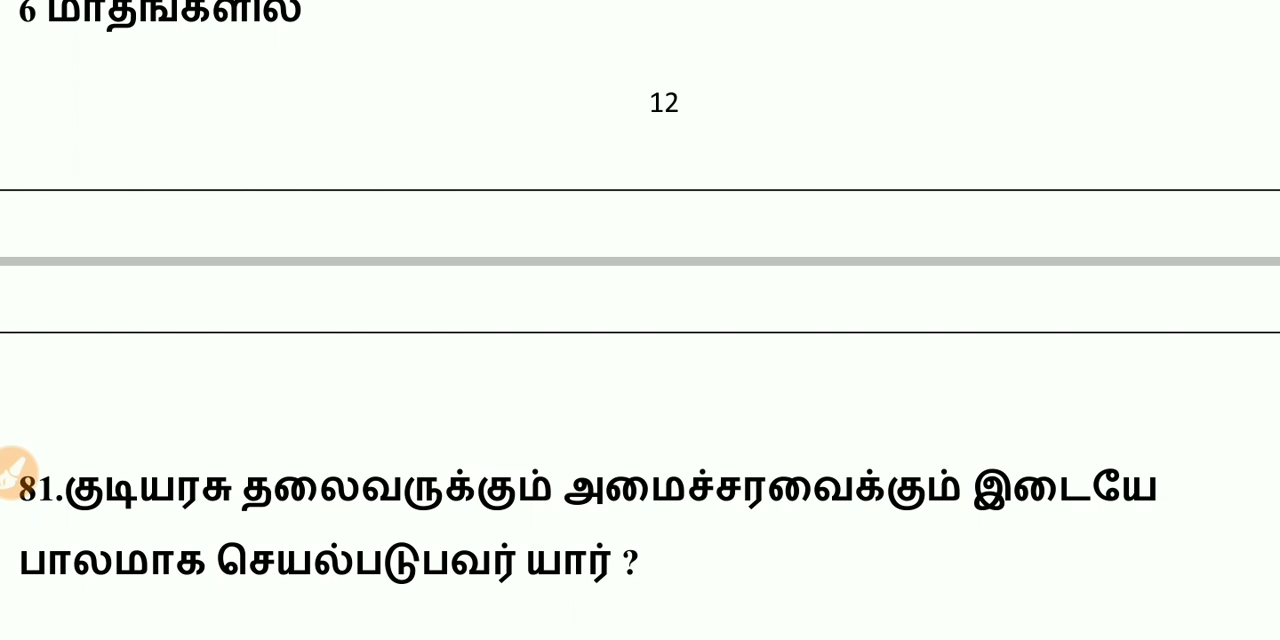 6 மாதங்களில்
12
81.குடியரசு தலைவருக்கும் அமைச்சரவைக்கும் இடையே
பாலமாக செயல்படுபவர் யார் ?